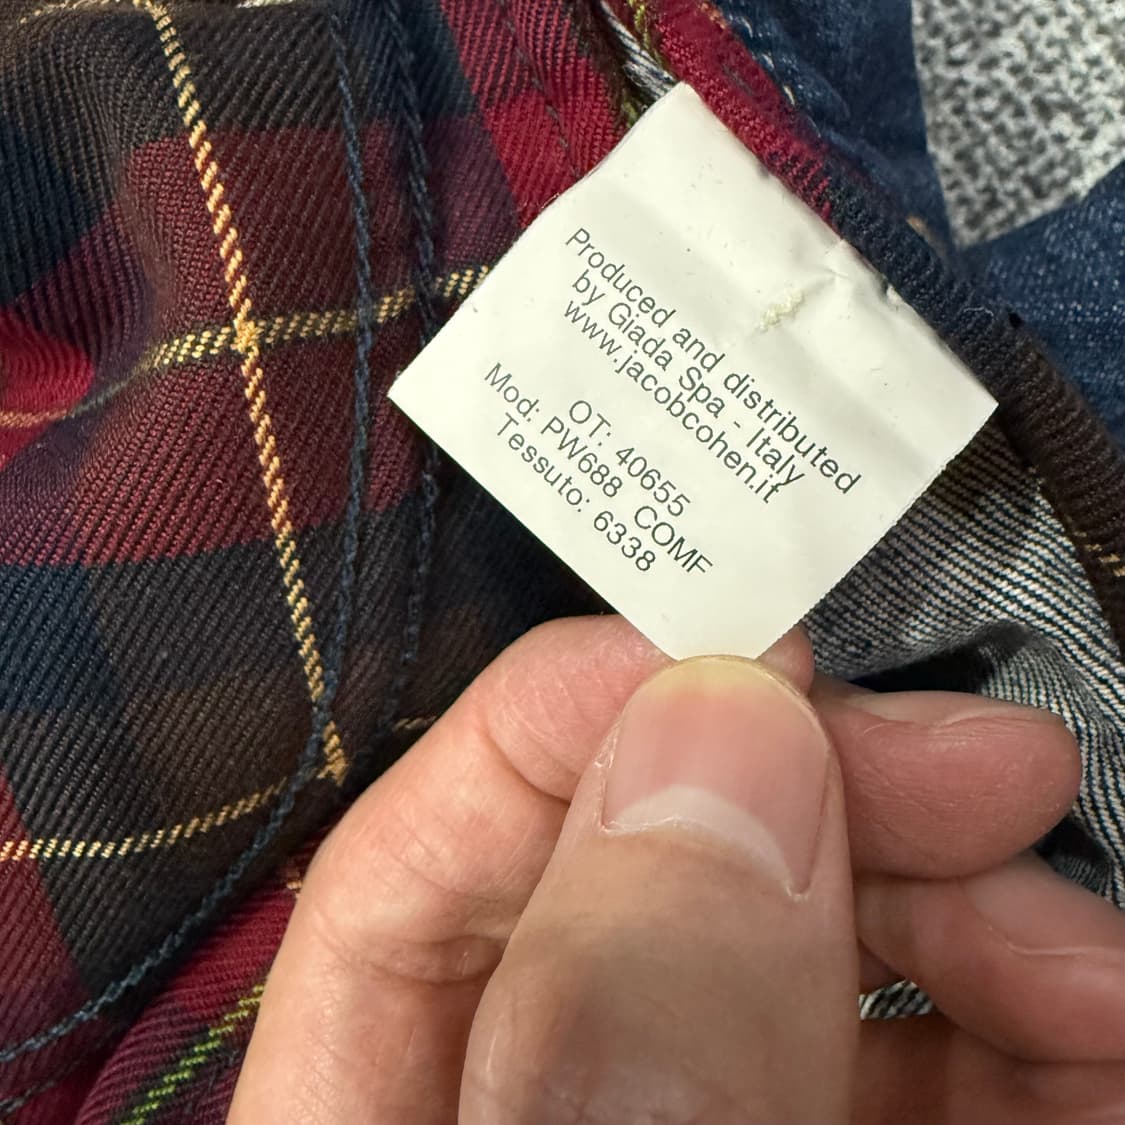 Produced and distributed
by Giada Spa - Italy
www.jacobcohen.it
OT: 40655
Mod: PW688 COMF
Tessuto: 6338